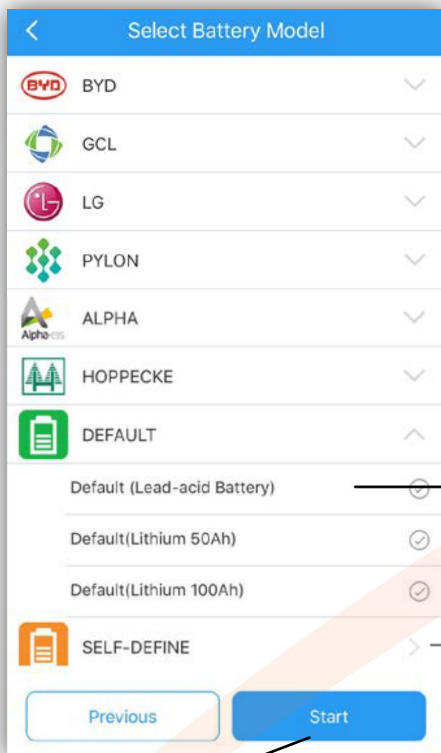 Select Battery Model
BYD BYD
GCL
LG LG
PYLON
Alpha-ESS ALPHA
HOPPECKE
DEFAULT
Default (Lead-acid Battery)
Default(Lithium 50Ah)
Default(Lithium 100Ah)
SELF-DEFINE
Previous Start